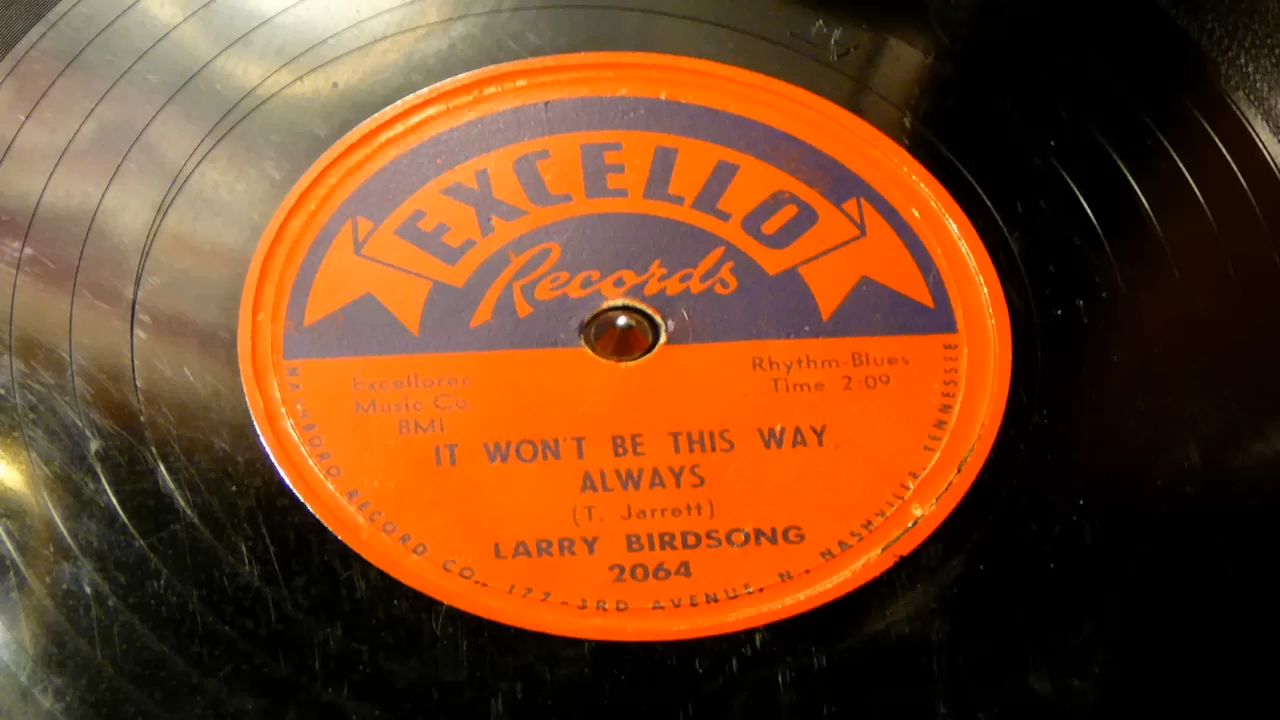 EXCELLO
Records
Excellorec
Music Co
BMI
Rhythm-Blues
Time 2:09
IT WON'T BE THIS WAY
ALWAYS
(T. Jarrett)
LARRY BIRDSONG
2064
NASHBORO RECORD CO., 177-3RD AVENUE, N., NASHVILLE, TENNESSEE